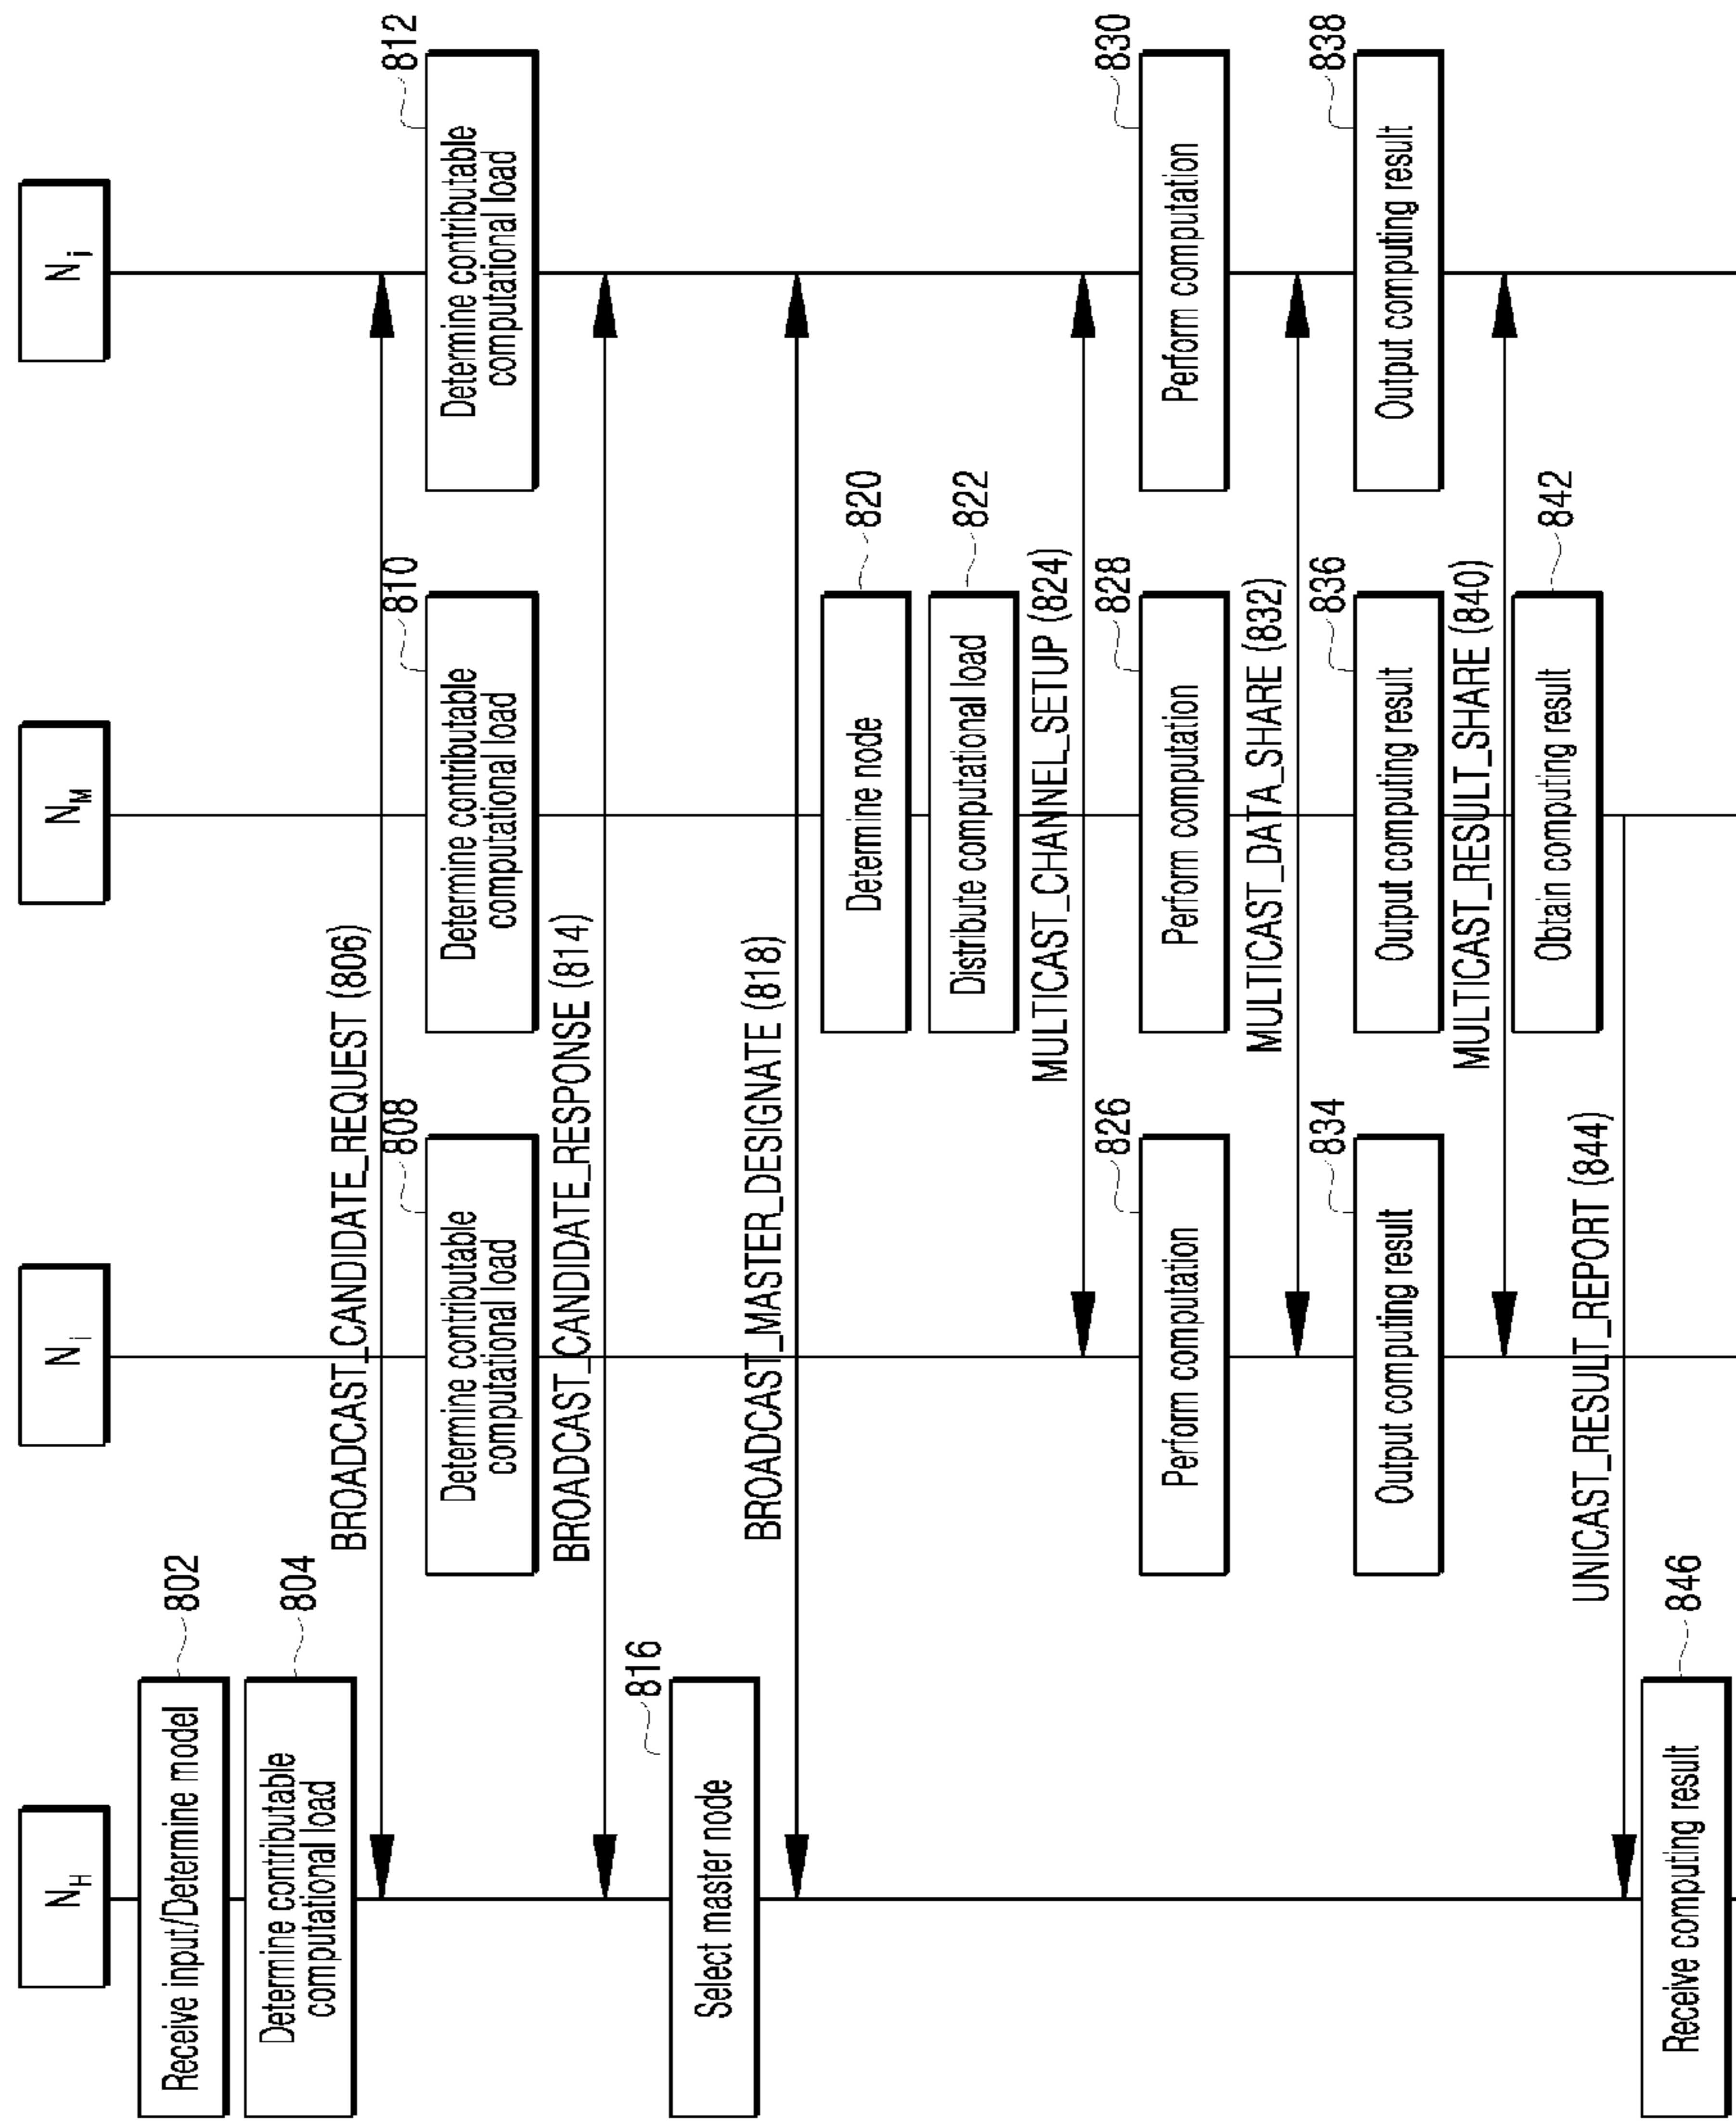 N_H
N_i
N_M
N_j
Receive input/Determine model
802
Determine contributable
computational load
804
BROADCAST_CANDIDATE_REQUEST (806)
Determine contributable
computational load
808
Determine contributable
computational load
810
Determine contributable
computational load
812
BROADCAST_CANDIDATE_RESPONSE (814)
Select master node
816
BROADCAST_MASTER_DESIGNATE (818)
Determine node
820
Distribute computational load
822
MULTICAST_CHANNEL_SETUP (824)
Perform computation
826
Perform computation
828
Perform computation
830
MULTICAST_DATA_SHARE (832)
Output computing result
834
Output computing result
836
Output computing result
838
MULTICAST_RESULT_SHARE (840)
Obtain computing result
842
UNICAST_RESULT_REPORT (844)
Receive computing result
846